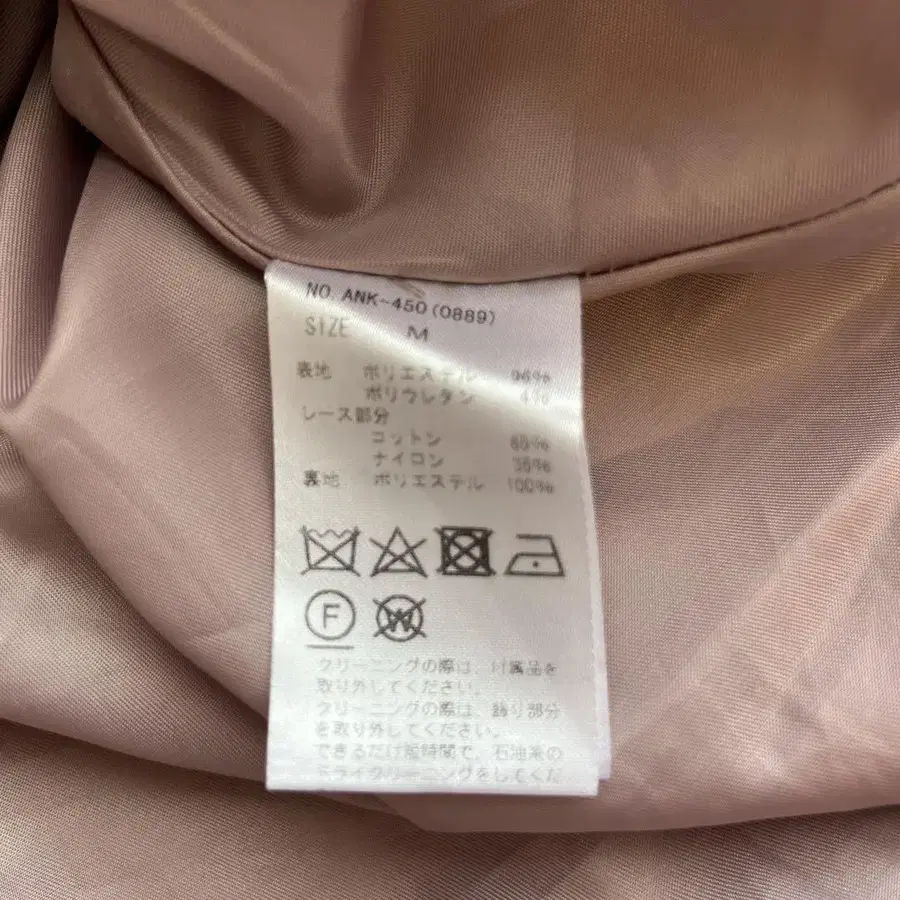 NO. ANK-450(0889)
SIZE M
表地 ポリエステル 96%
ポリウレタン 4%
レース部分
コットン 65%
ナイロン 35%
裏地 ポリエステル 100%
F
W
クリーニングの際は、付属品を
取り外してください。
クリーニングの際は、飾り部分
を取り外してください。
できるだけ短時間で、石油系の
ドライクリーニングをしてくだ